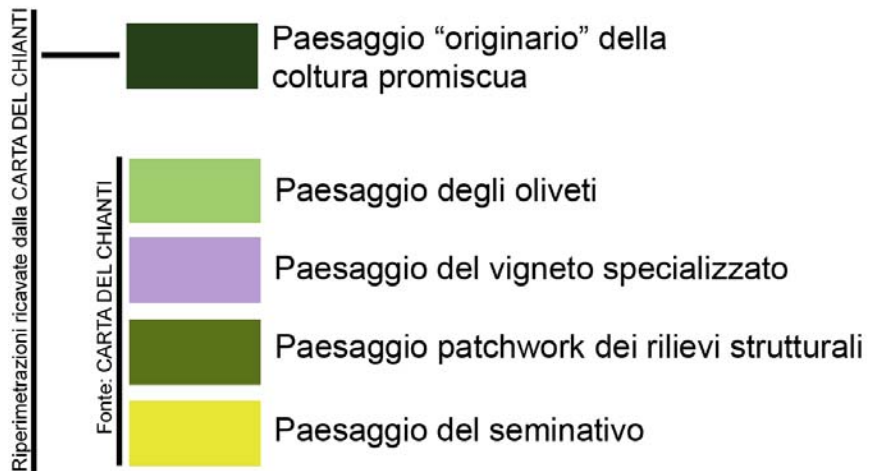 Riperimetrazioni ricavate dalla CARTA DEL CHIANTI
Paesaggio “originario” della
coltura promiscua
Fonte: CARTA DEL CHIANTI
Paesaggio degli oliveti
Paesaggio del vigneto specializzato
Paesaggio patchwork dei rilievi strutturali
Paesaggio del seminativo